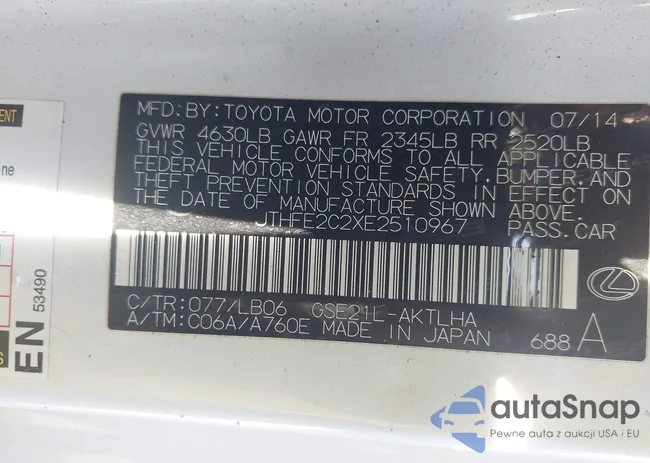 MFD. BY: TOYOTA MOTOR CORPORATION 07/14
GVWR 4630LB GAWR FR 2345LB RR 2520LB
THIS VEHICLE CONFORMS TO ALL APPLICABLE
FEDERAL MOTOR VEHICLE SAFETY, BUMPER, AND
THEFT PREVENTION STANDARDS IN EFFECT ON
THE DATE OF MANUFACTURE SHOWN ABOVE.
JTHFE2C2XE2510967 PASS. CAR
C/TR: 077/LB06 GSE21L-AKTLHA
A/TM: C06A/A760E MADE IN JAPAN 688 A
EN 53490
autoSnap
Pewne auta z aukcji USA i EU